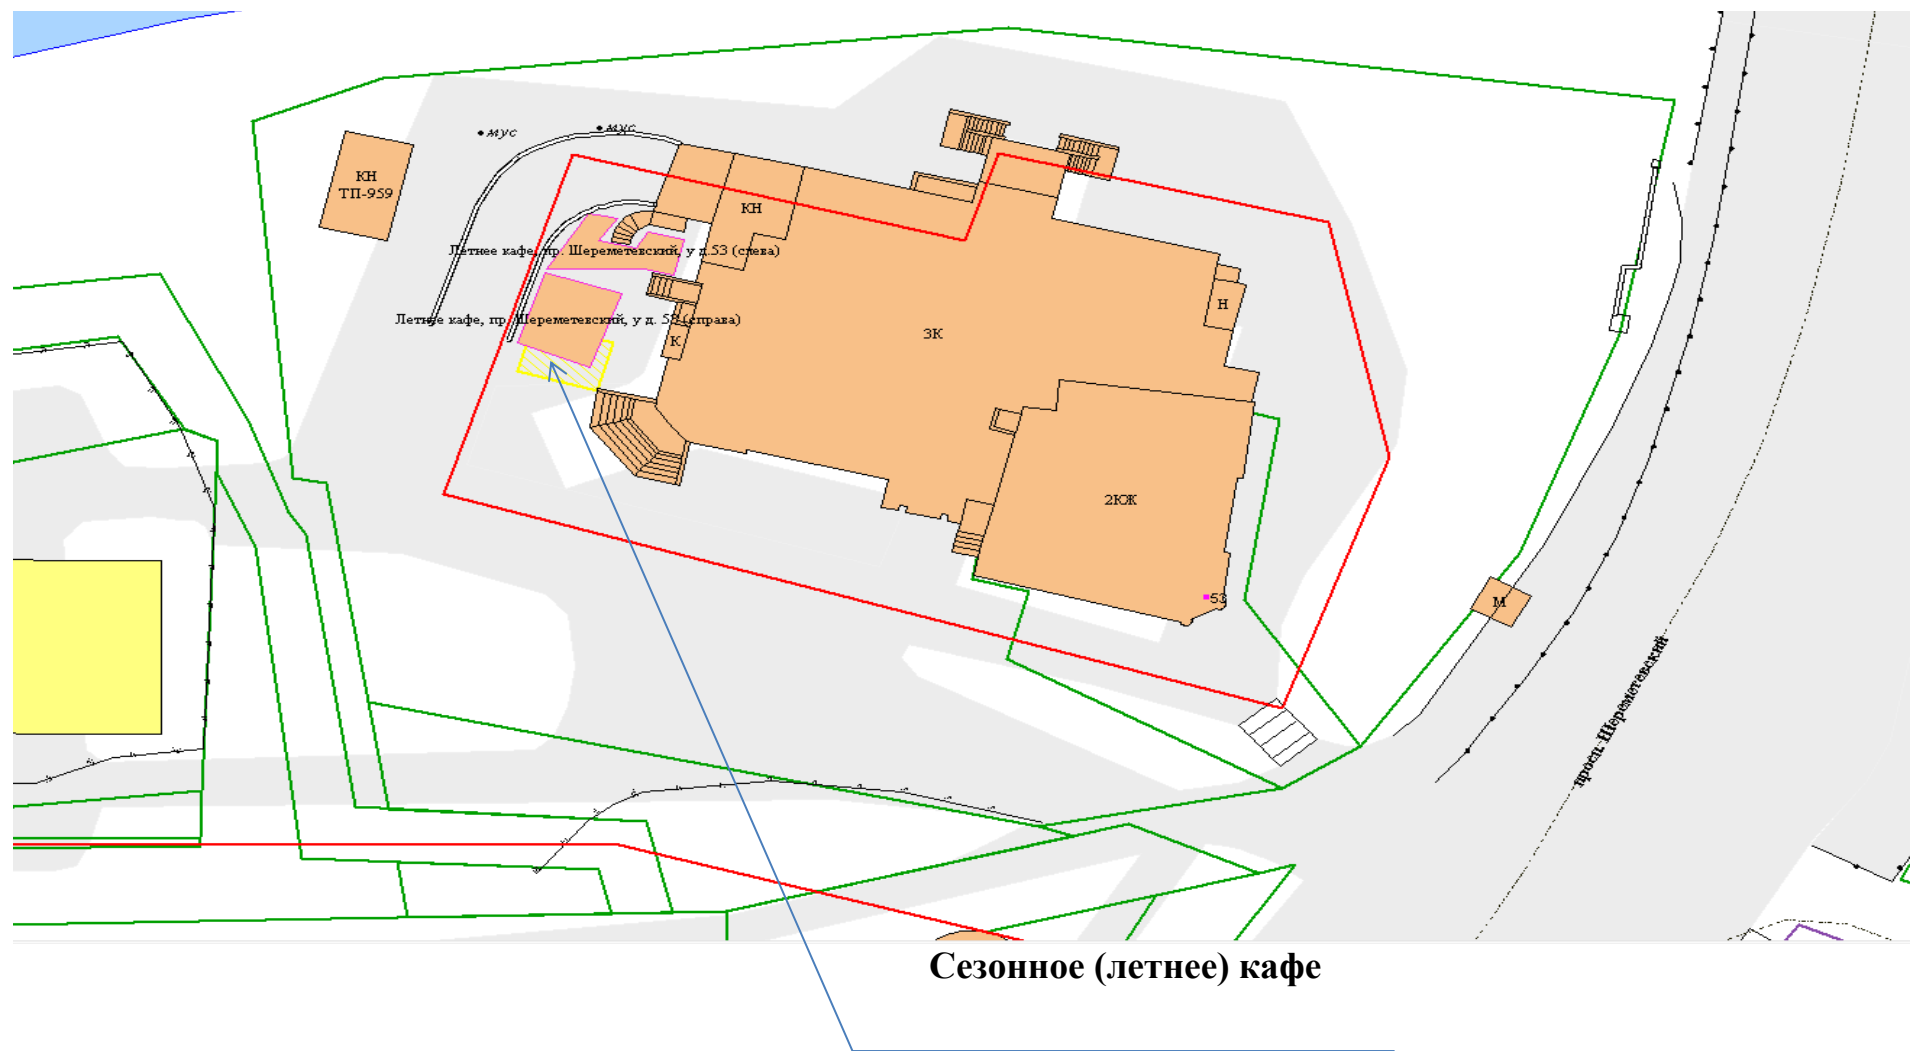 мус
мус
КН
ТП-959
КН
Летнее кафе, пр. Шереметевский, у д.53 (слева)
Н
Летнее кафе, пр. Шереметевский, у д. 53 (справа)
3К
К
2КЖ
53
М
просп. Шереметевский
Сезонное (летнее) кафе